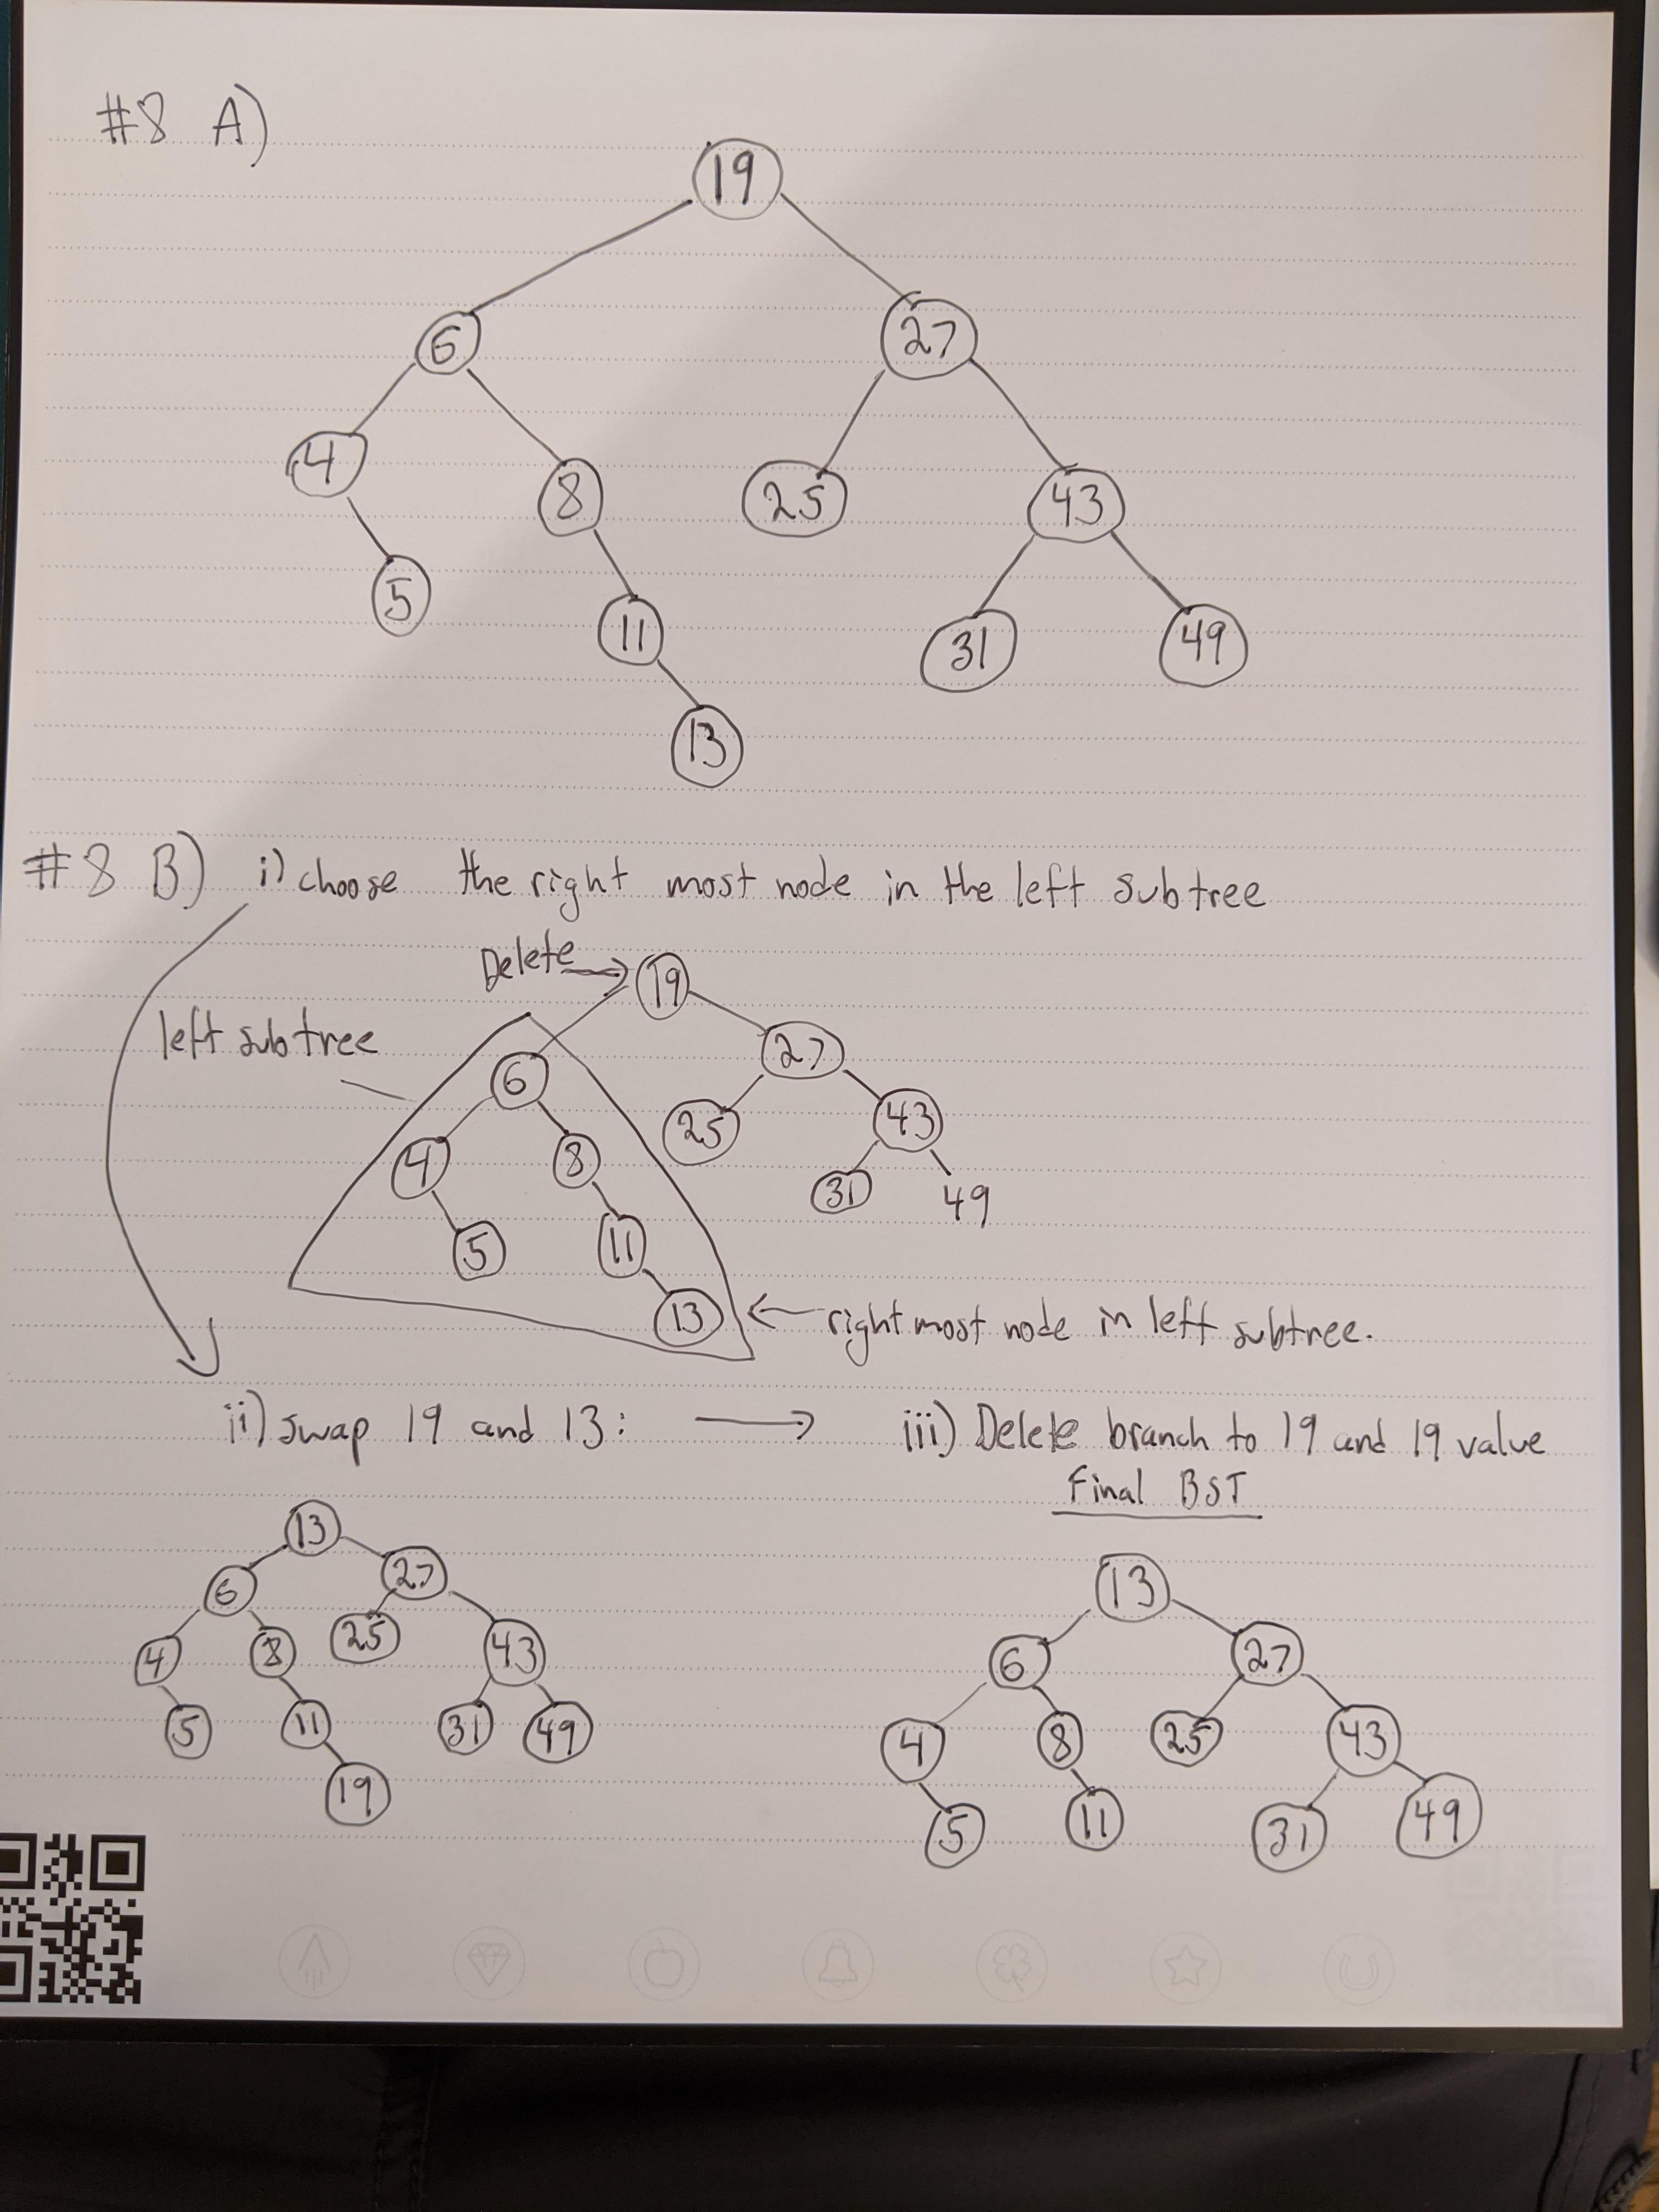 #8 A)
19
6 27
4 8 25 43
5 11 31 49
13
#8 B) i) choose the right most node in the left subtree
Delete
19
left subtree
27
6
25 43
4 8
31 49
5 11
13
right most node in left subtree.
ii) swap 19 and 13:
iii) Delete branch to 19 and 19 value
Final BST
13
6 27
4 8 25 43
5 11 31 49
19
13
6 27
4 8 25 43
5 11 31 49